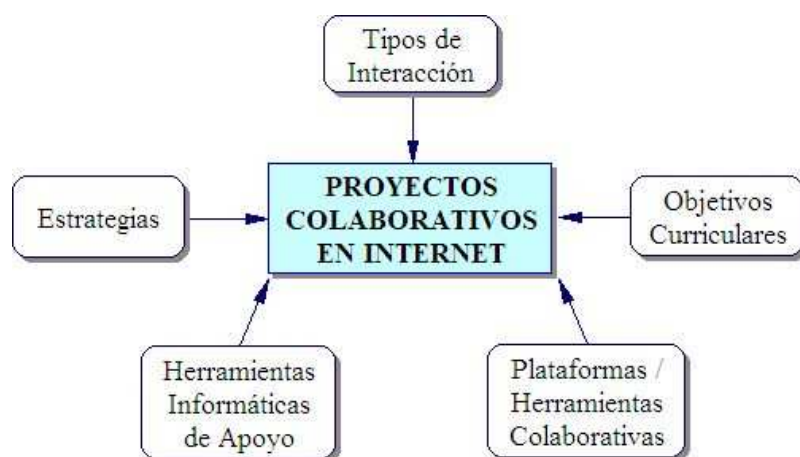 Tipos de
Interacción
PROYECTOS
COLABORATIVOS
EN INTERNET
Estrategias
Objetivos
Curriculares
Herramientas
Informáticas
de Apoyo
Plataformas /
Herramientas
Colaborativas